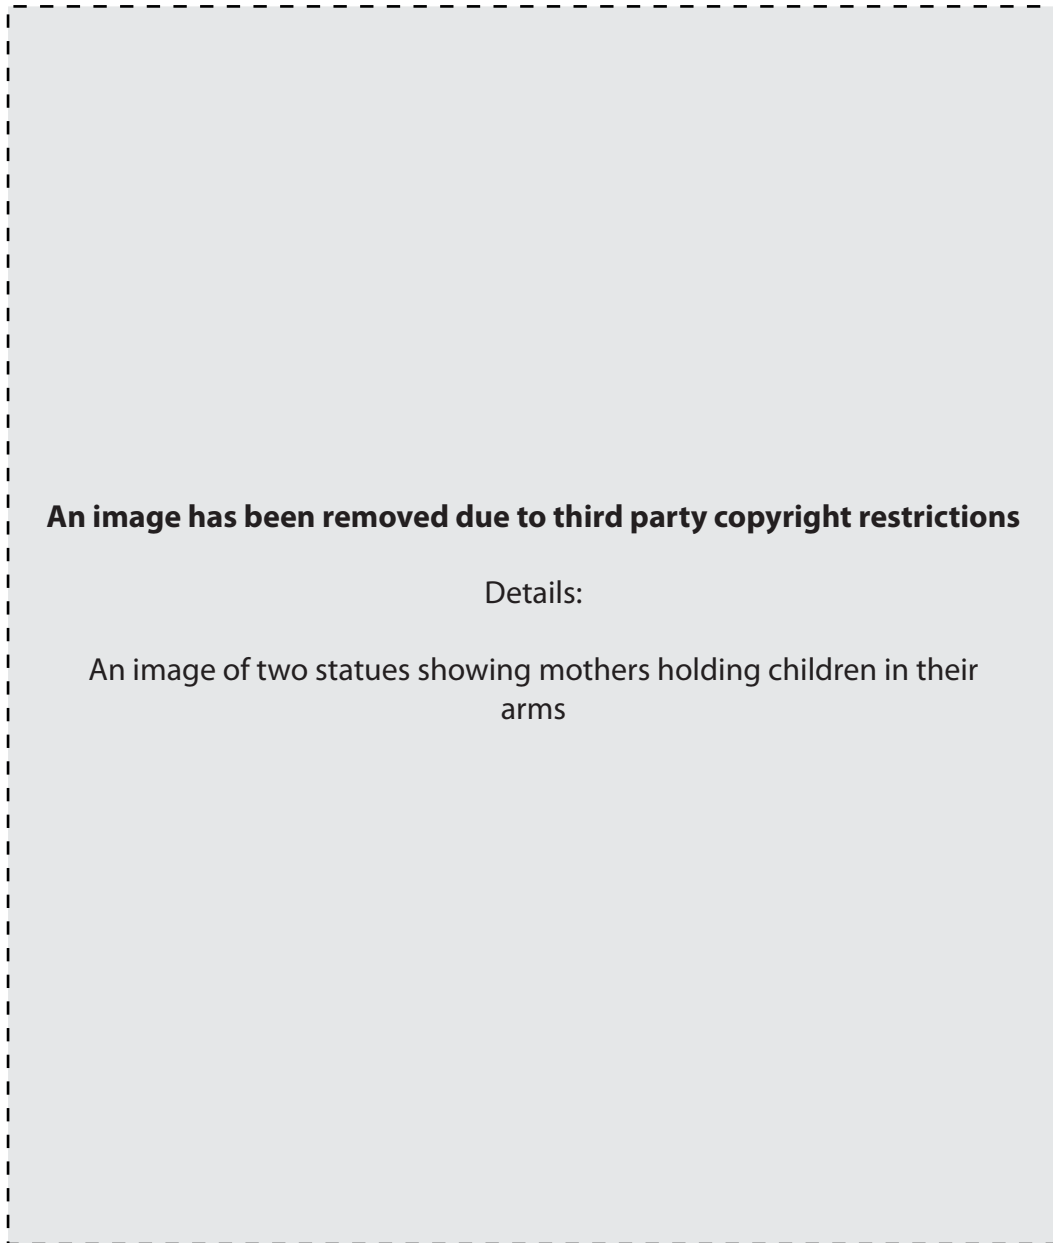 An image has been removed due to third party copyright restrictions
Details:
An image of two statues showing mothers holding children in their
arms